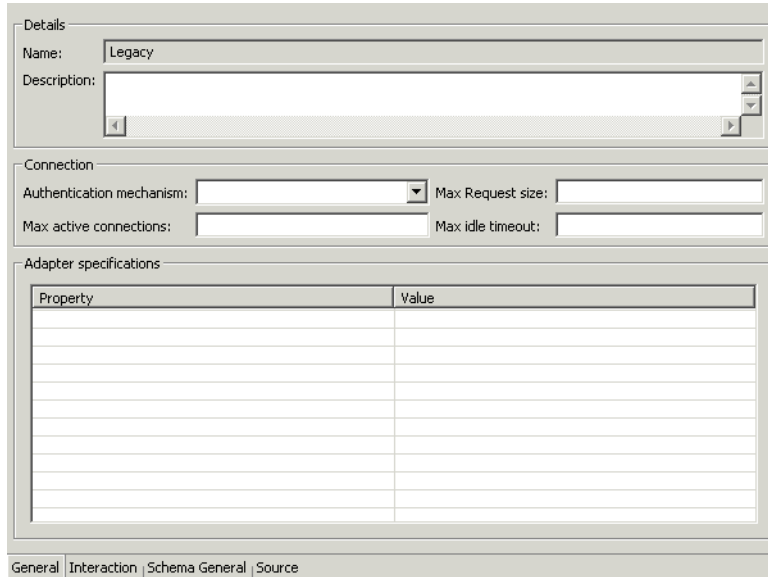 Details
Name: Legacy
Description:
Connection
Authentication mechanism: Max Request size:
Max active connections: Max idle timeout:
Adapter specifications
Property Value
General Interaction Schema General Source